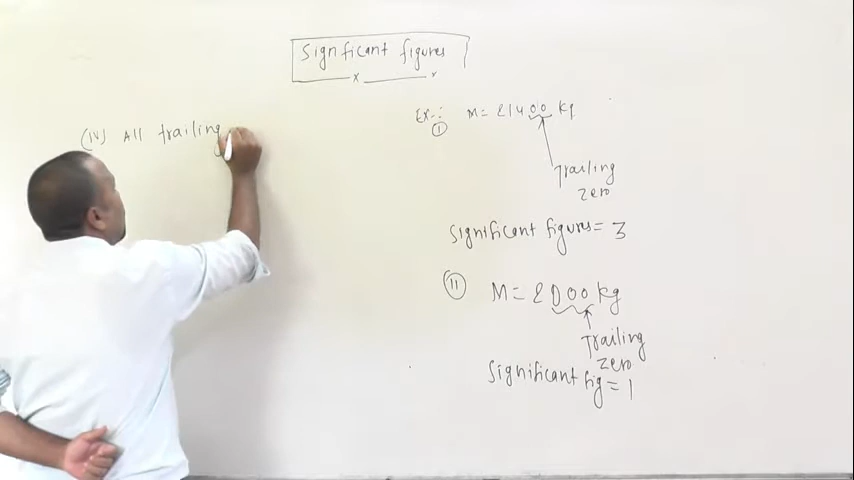 Signficant figures
x x
(IV) All trailing
Ex:- M = 21400 kg
(I)
Trailing
zero
Significant figures = 3
(II) M = 2000 kg
Trailing
zero
Significant fig = 1